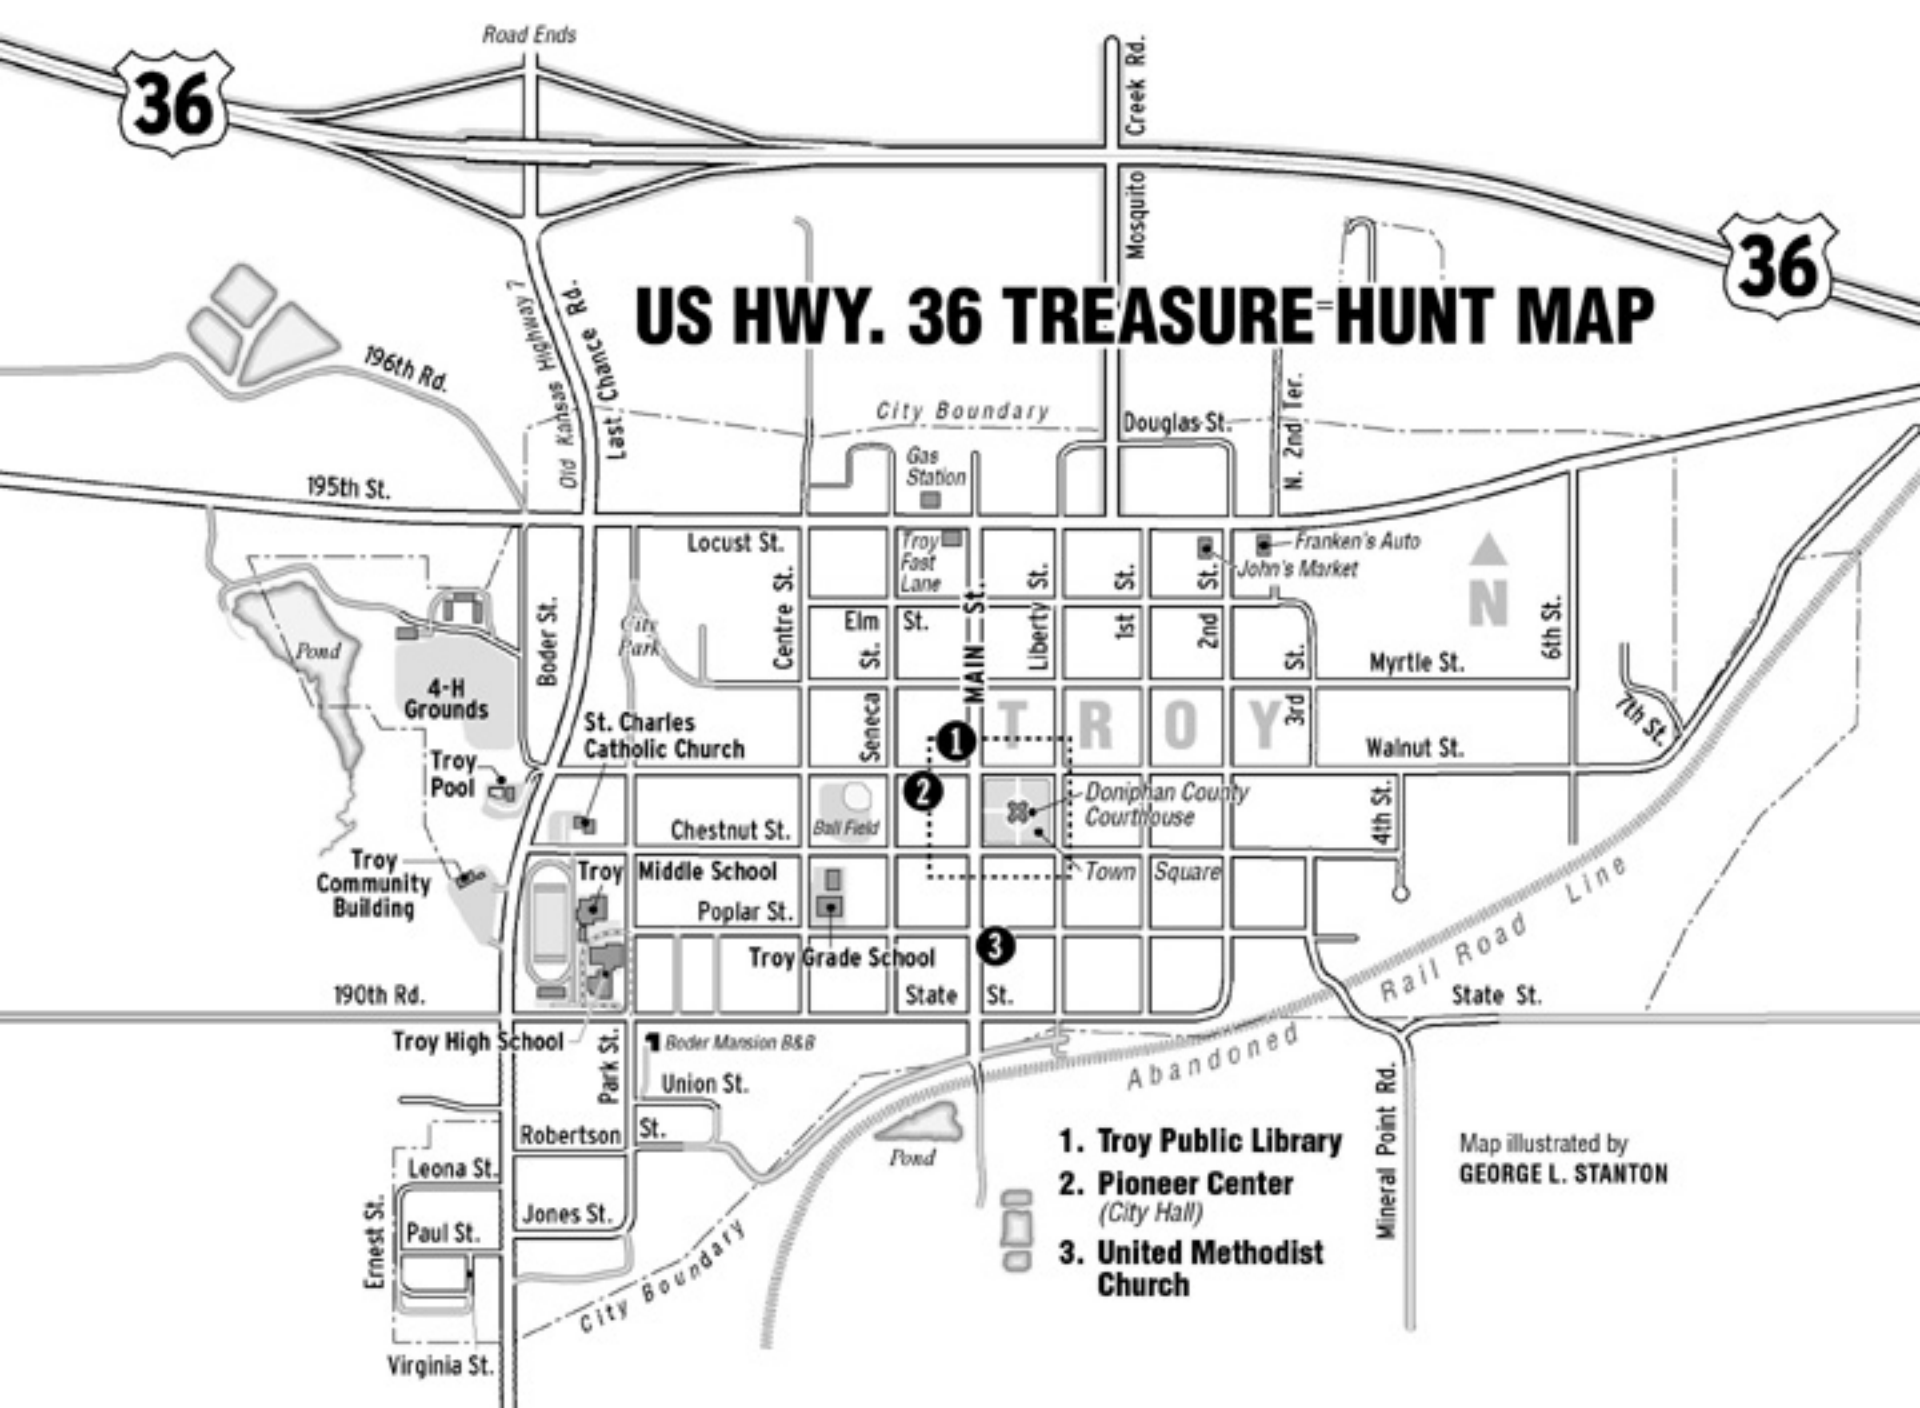 Road Ends
36
Creek Rd.
Mosquito
36
US HWY. 36 TREASURE HUNT MAP
Old Kansas Highway 7
Last Chance Rd.
196th Rd.
City Boundary
Douglas St.
N. 2nd Ter.
Gas
Station
195th St.
Locust St.
Troy
Fast
Lane
Franken's Auto
John's Market
N
Boder St.
City
Park
Centre St.
Elm St.
Seneca St.
MAIN St.
Liberty St.
1st St.
2nd St.
3rd St.
6th St.
Myrtle St.
Pond
4-H
Grounds
TROY
7th St.
St. Charles
Catholic Church
1
Walnut St.
Troy
Pool
2
Doniphan County
Courthouse
4th St.
Chestnut St.
Ball Field
Troy
Community
Building
Troy Middle School
Town Square
Poplar St.
Troy Grade School
3
Abandoned Rail Road Line
190th Rd.
State St.
State St.
Troy High School
Park St.
Boder Mansion B&B
Union St.
Robertson St.
Pond
Mineral Point Rd.
Leona St.
Ernest St.
Paul St.
Jones St.
City Boundary
Virginia St.
1. Troy Public Library
2. Pioneer Center
(City Hall)
3. United Methodist
Church
Map illustrated by
GEORGE L. STANTON